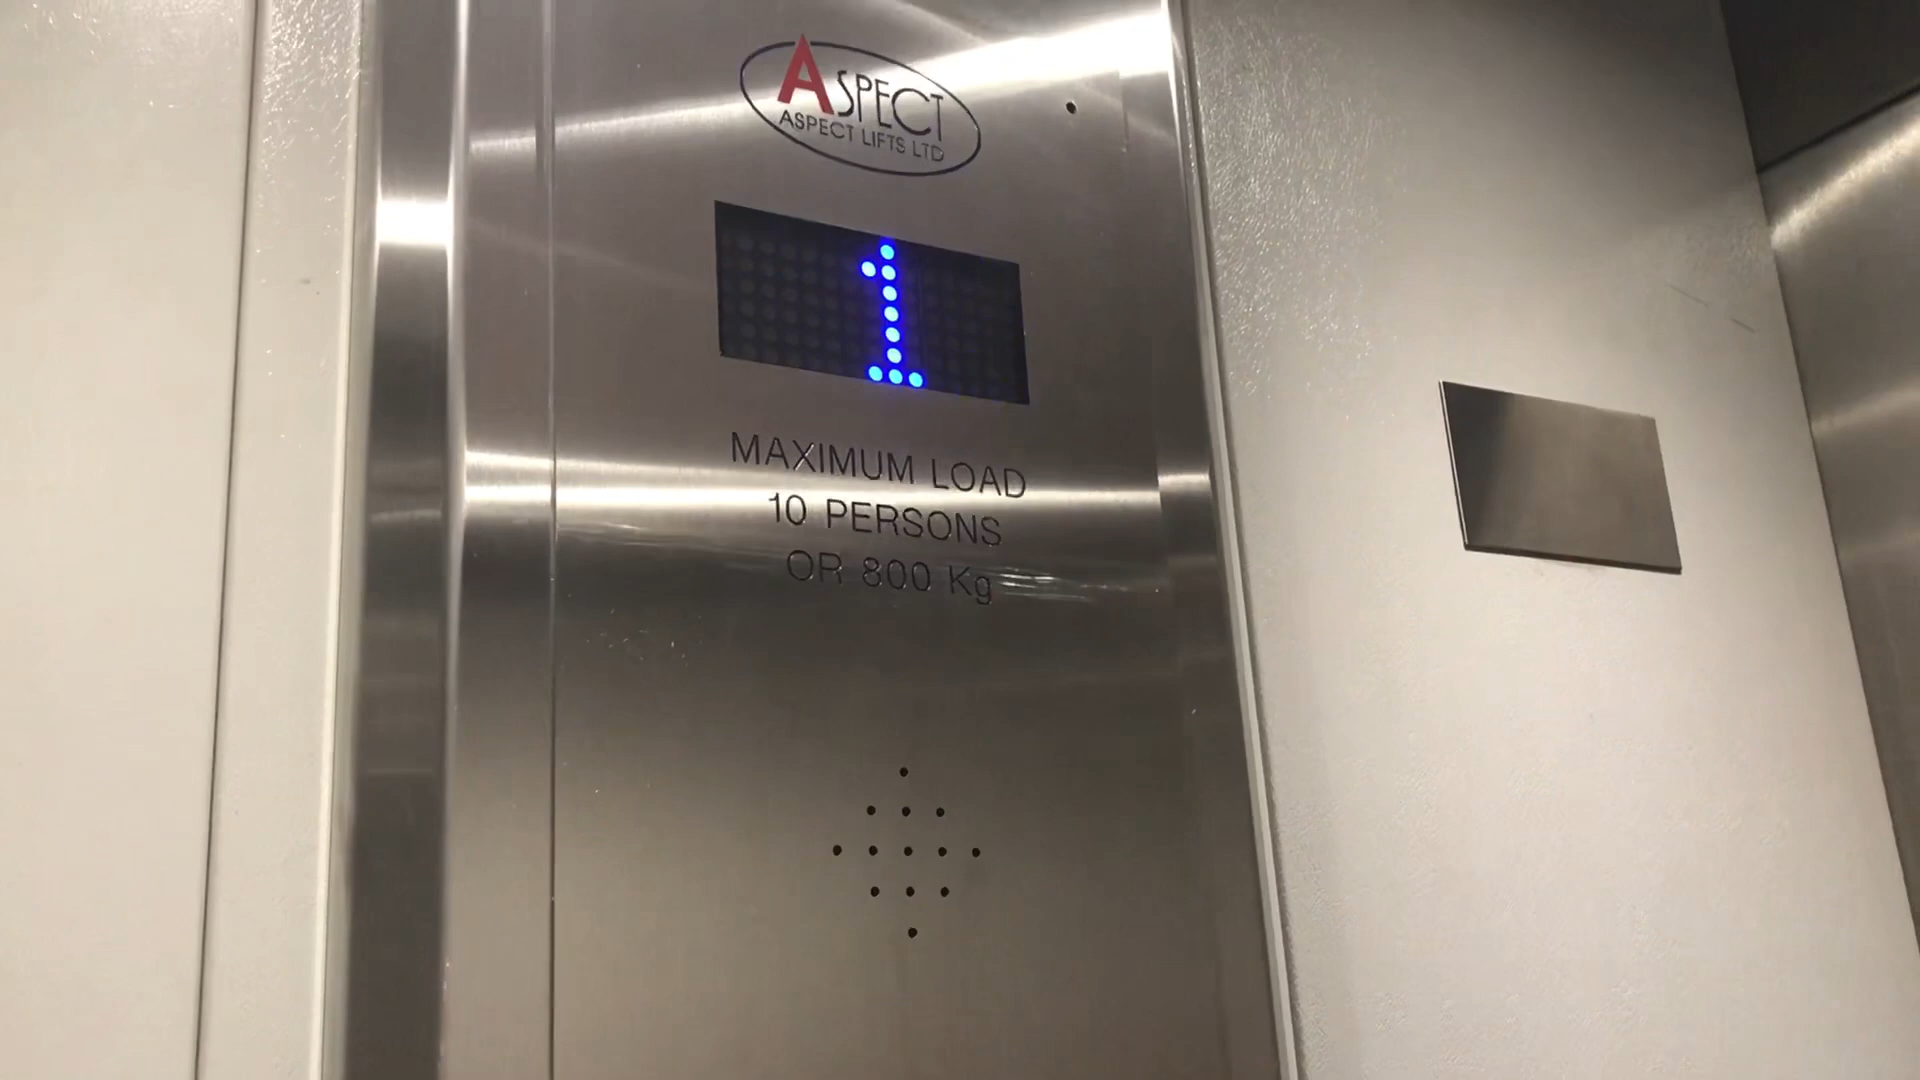 ASPECT
ASPECT LIFTS LTD
1
MAXIMUM LOAD
10 PERSONS
OR 800 Kg